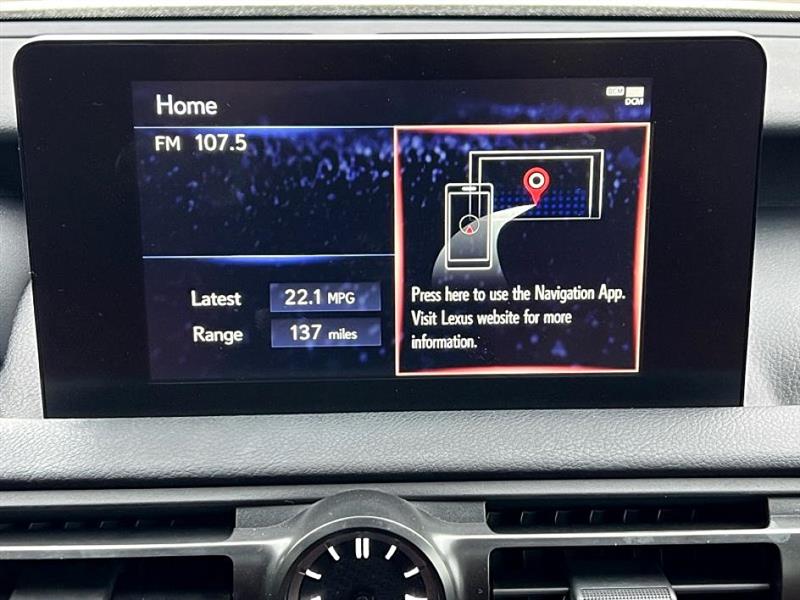 Home
DCM
DCM
FM 107.5
Latest 22.1 MPG
Range 137 miles
Press here to use the Navigation App.
Visit Lexus website for more
information.